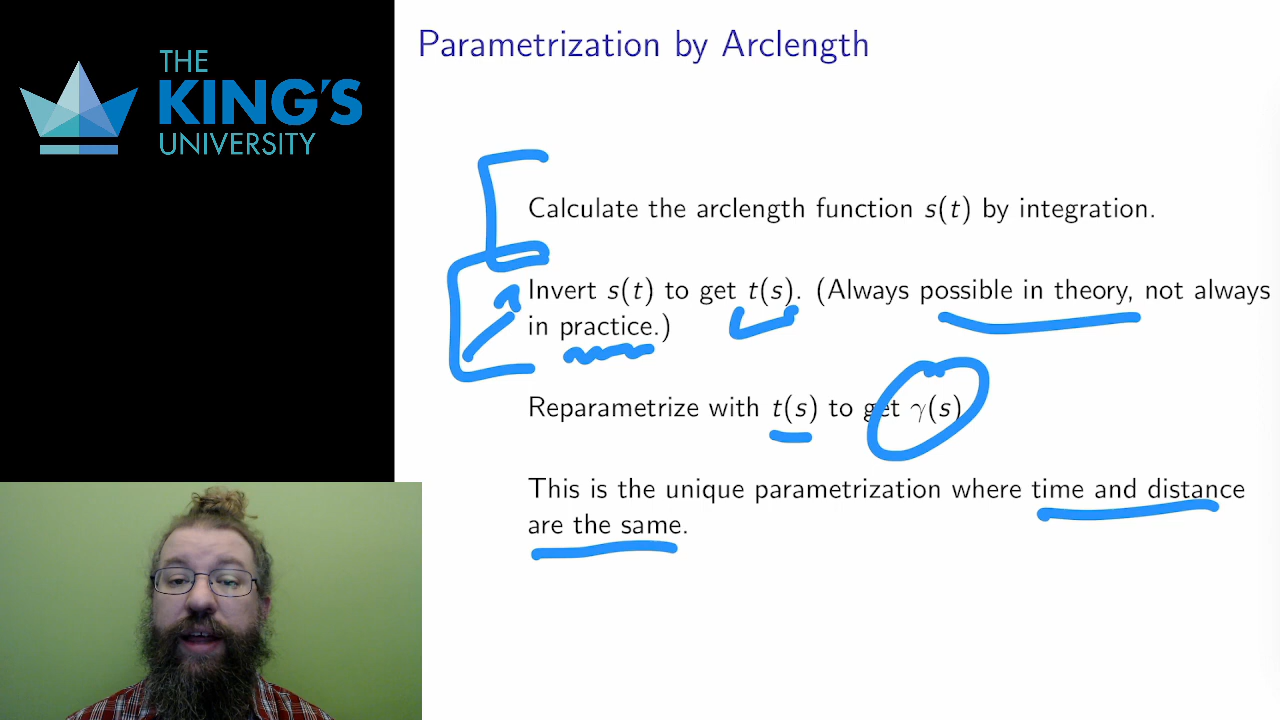 THE
KING'S
UNIVERSITY
Parametrization by Arclength
Calculate the arclength function s(t) by integration.
Invert s(t) to get t(s). (Always possible in theory, not always
in practice.)
Reparametrize with t(s) to get γ(s)
This is the unique parametrization where time and distance
are the same.